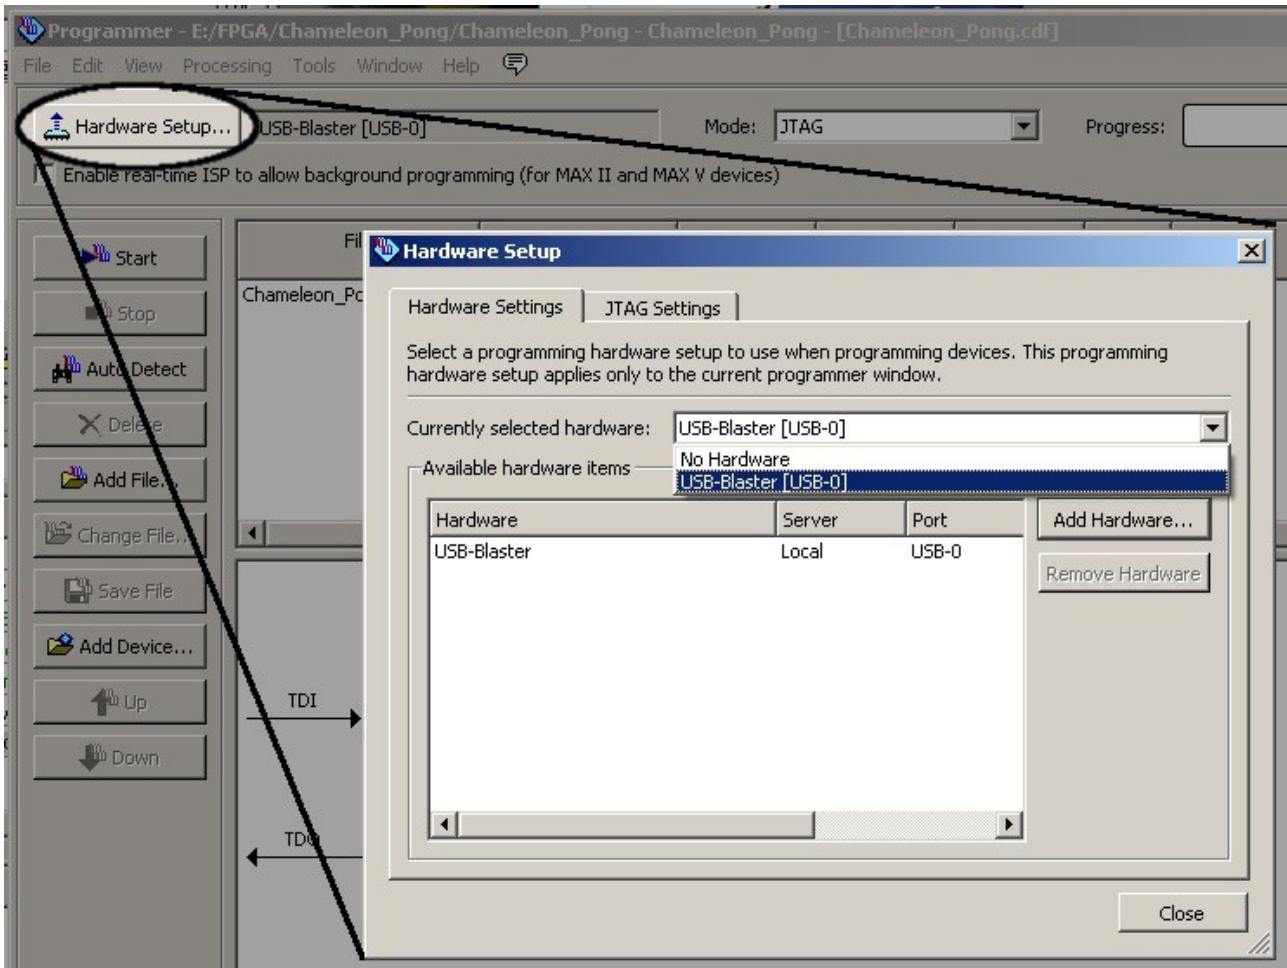 Programmer - E:/FPGA/Chameleon_Pong/Chameleon_Pong - Chameleon_Pong - [Chameleon_Pong.cdf]
File Edit View Processing Tools Window Help
Hardware Setup... USB-Blaster [USB-0] Mode: JTAG Progress:
Enable real-time ISP to allow background programming (for MAX II and MAX V devices)
Start
Stop
Auto Detect
Delete
Add File...
Change File...
Save File
Add Device...
Up
Down
Fil
Chameleon_Po
TDI
TDO
Hardware Setup
Hardware Settings JTAG Settings
Select a programming hardware setup to use when programming devices. This programming
hardware setup applies only to the current programmer window.
Currently selected hardware: USB-Blaster [USB-0]
No Hardware
USB-Blaster [USB-0]
Available hardware items
Hardware Server Port
USB-Blaster Local USB-0
Add Hardware...
Remove Hardware
Close